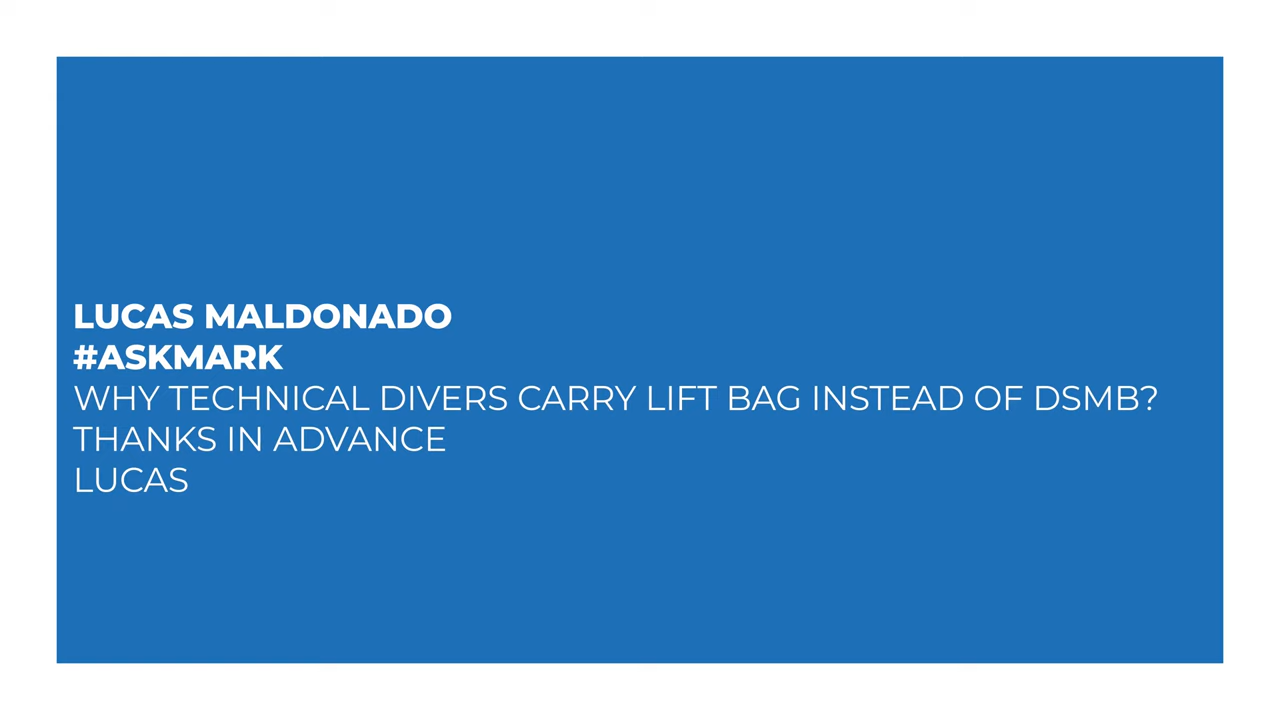 LUCAS MALDONADO
#ASKMARK
WHY TECHNICAL DIVERS CARRY LIFT BAG INSTEAD OF DSMB?
THANKS IN ADVANCE
LUCAS